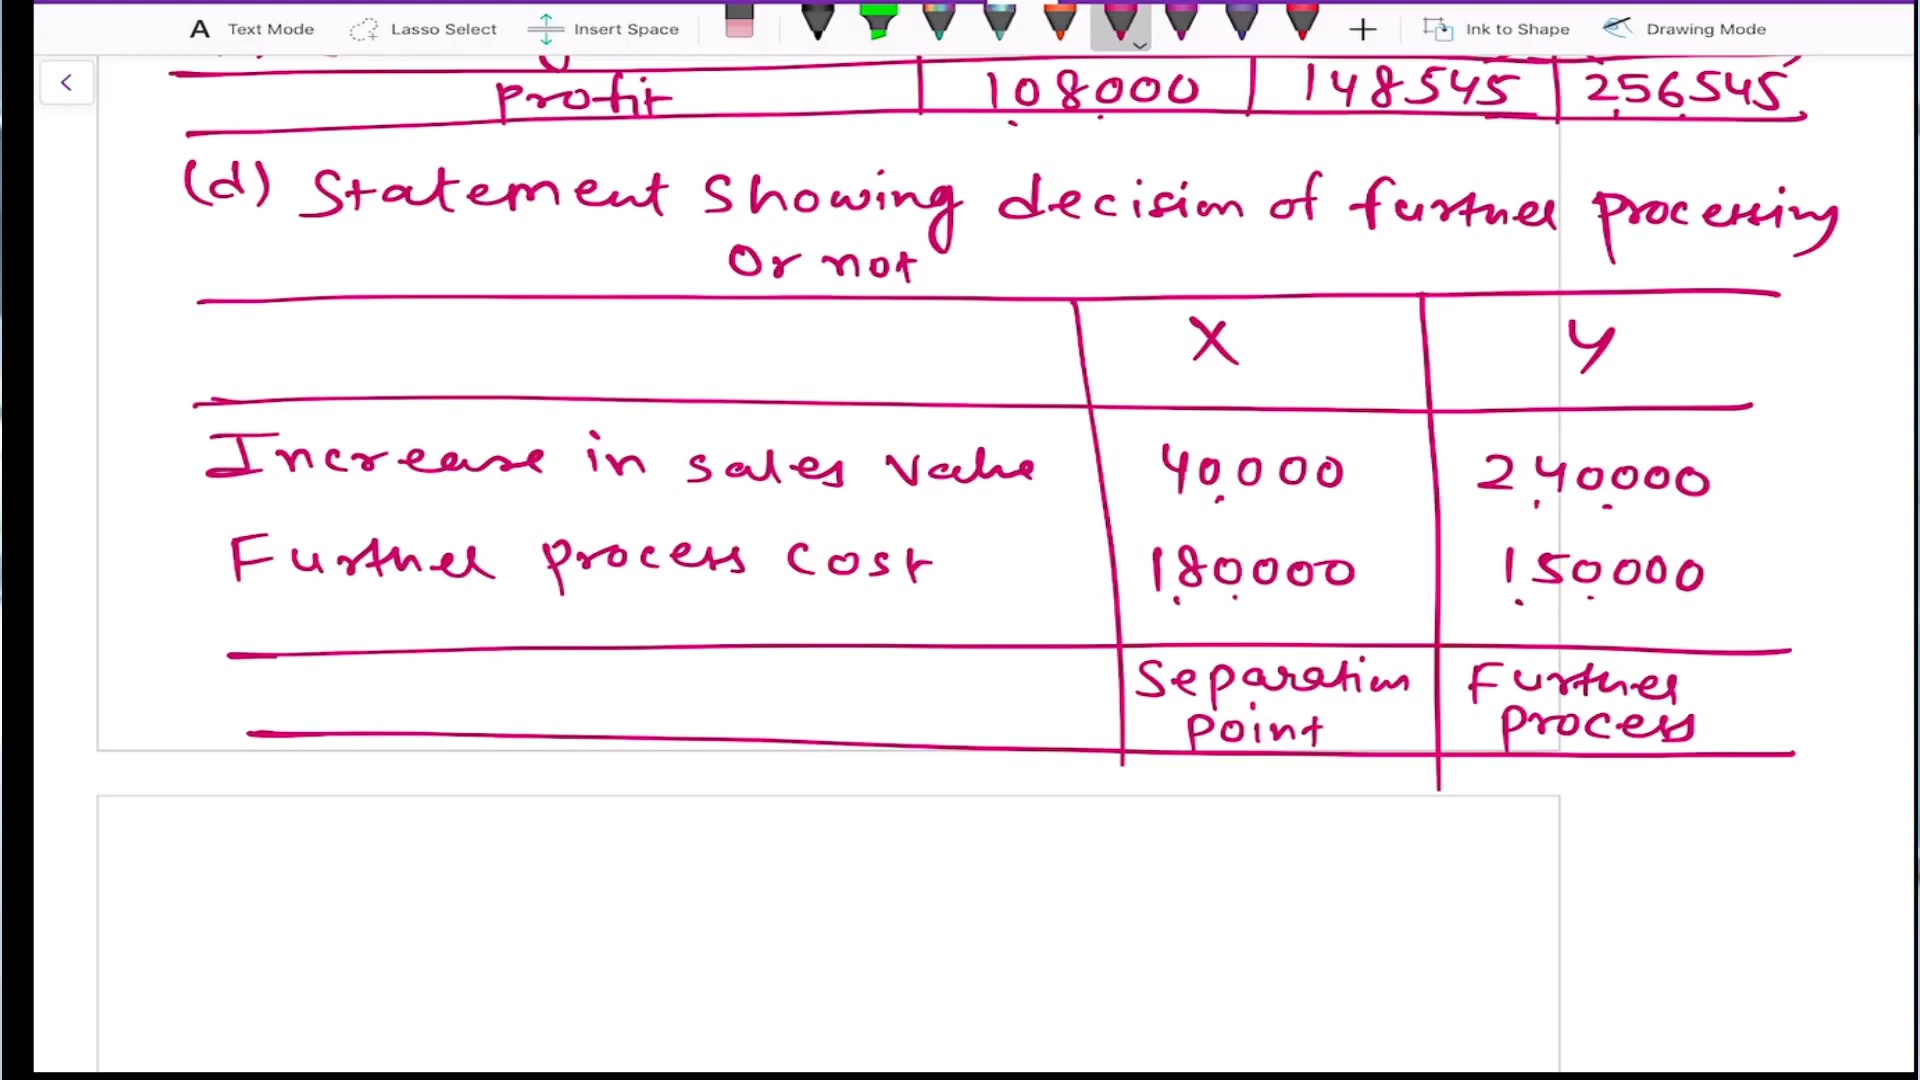 A Text Mode Lasso Select Insert Space Ink to Shape Drawing Mode
Profit 108000 148545 256545
(d) Statement Showing decision of further processing
Or not
X Y
Increase in sales value 40000 240000
Further process cost 180000 150000
Separation Further
point process